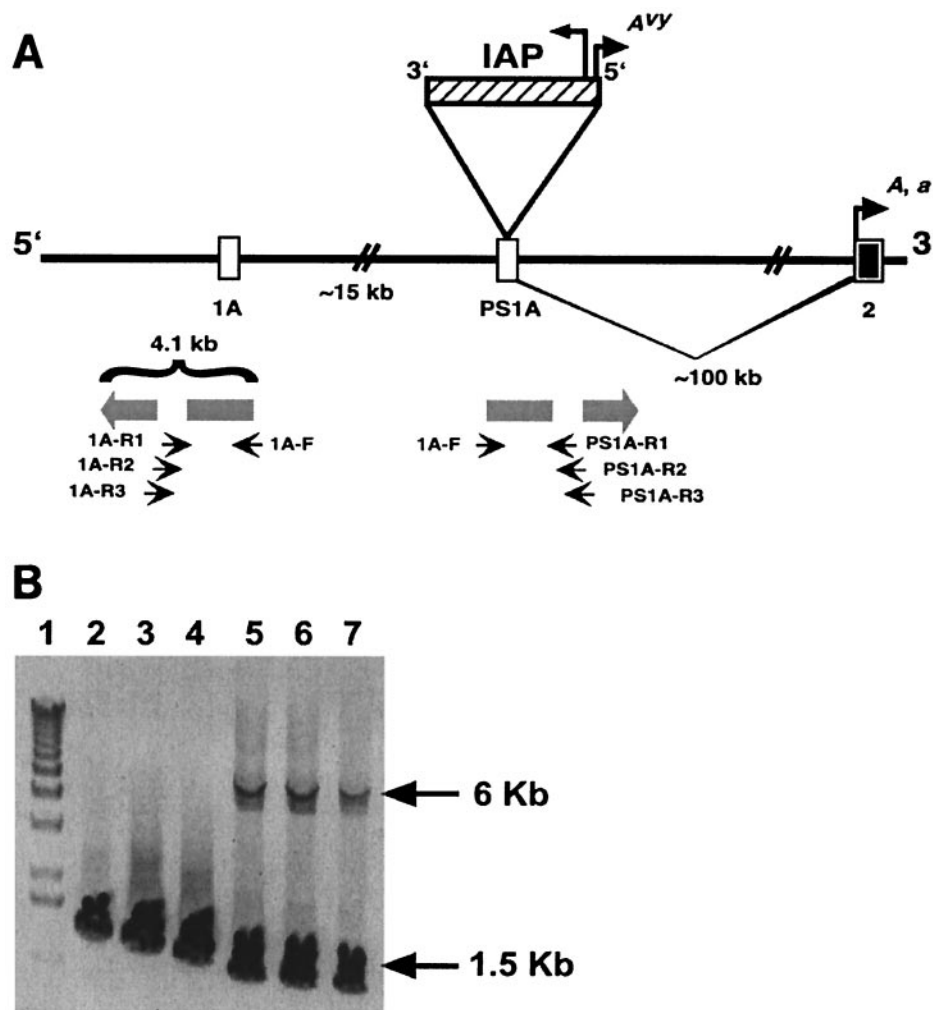 A
IAP
Avy
3'
5'
A, a
5'
3
1A
~15 kb
PS1A
2
4.1 kb
~100 kb
1A-R1
1A-F
1A-F
PS1A-R1
1A-R2
PS1A-R2
1A-R3
PS1A-R3
B
1 2 3 4 5 6 7
6 Kb
1.5 Kb